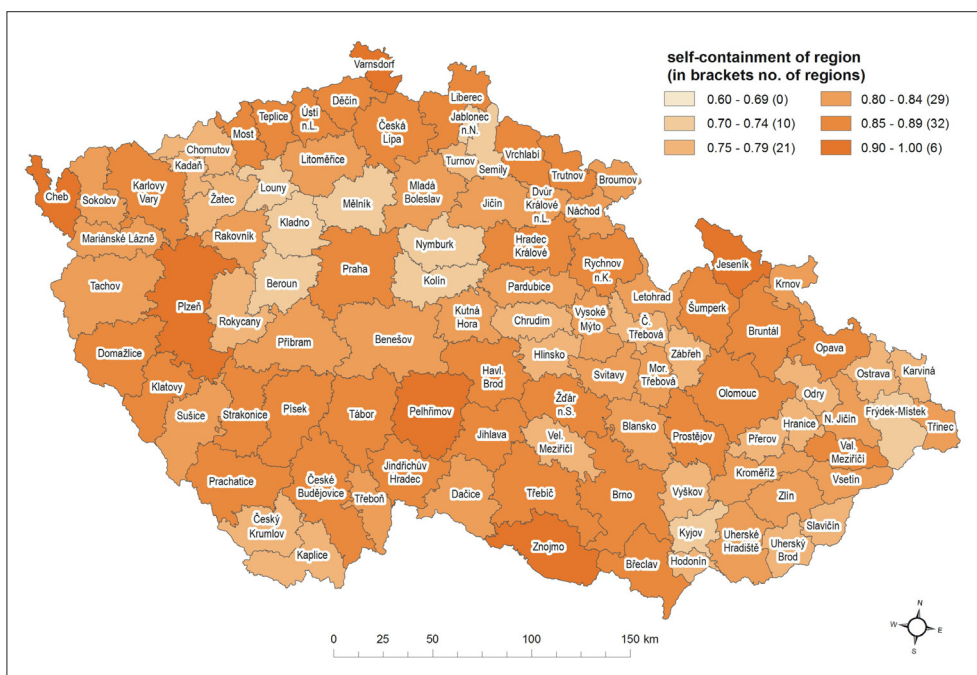 self-containment of region
(in brackets no. of regions)
0.60 - 0.69 (0)
0.80 - 0.84 (29)
0.70 - 0.74 (10)
0.85 - 0.89 (32)
0.75 - 0.79 (21)
0.90 - 1.00 (6)
Varnsdorf
Liberec
Děčín
Jablonec
n.N.
Teplice
Ústí
n.L.
Česká
Lípa
Most
Chomutov
Litoměřice
Turnov
Semily
Vrchlabí
Trutnov
Broumov
Kadaň
Louny
Žatec
Mělník
Mladá
Boleslav
Jičín
Dvůr
Králové
n.L.
Náchod
Cheb
Sokolov
Karlovy
Vary
Kladno
Mariánské Lázně
Rakovník
Nymburk
Hradec
Králové
Rychnov
n.K.
Jeseník
Praha
Tachov
Beroun
Kolín
Pardubice
Krnov
Plzeň
Rokycany
Kutná
Hora
Chrudim
Vysoké
Mýto
Letohrad
Č.
Třebová
Šumperk
Bruntál
Opava
Příbram
Benešov
Domažlice
Hlinsko
Zábřeh
Ostrava
Karviná
Klatovy
Havl.
Brod
Svitavy
Mor.
Třebová
Olomouc
Odry
Sušice
Strakonice
Písek
Tábor
Pelhřimov
Žďár
n.S.
Blansko
Prostějov
Hranice
N. Jičín
Frýdek-Místek
Třinec
Jihlava
Vel.
Meziříčí
Přerov
Val.
Meziříčí
Prachatice
České
Budějovice
Jindřichův
Hradec
Kroměříž
Vsetín
Třeboň
Dačice
Třebíč
Brno
Vyškov
Zlín
Český
Krumlov
Kaplice
Znojmo
Kyjov
Uherské
Hradiště
Slavičín
Uherský
Brod
Břeclav
Hodonín
0 25 50 100 150 km
N
W E
S